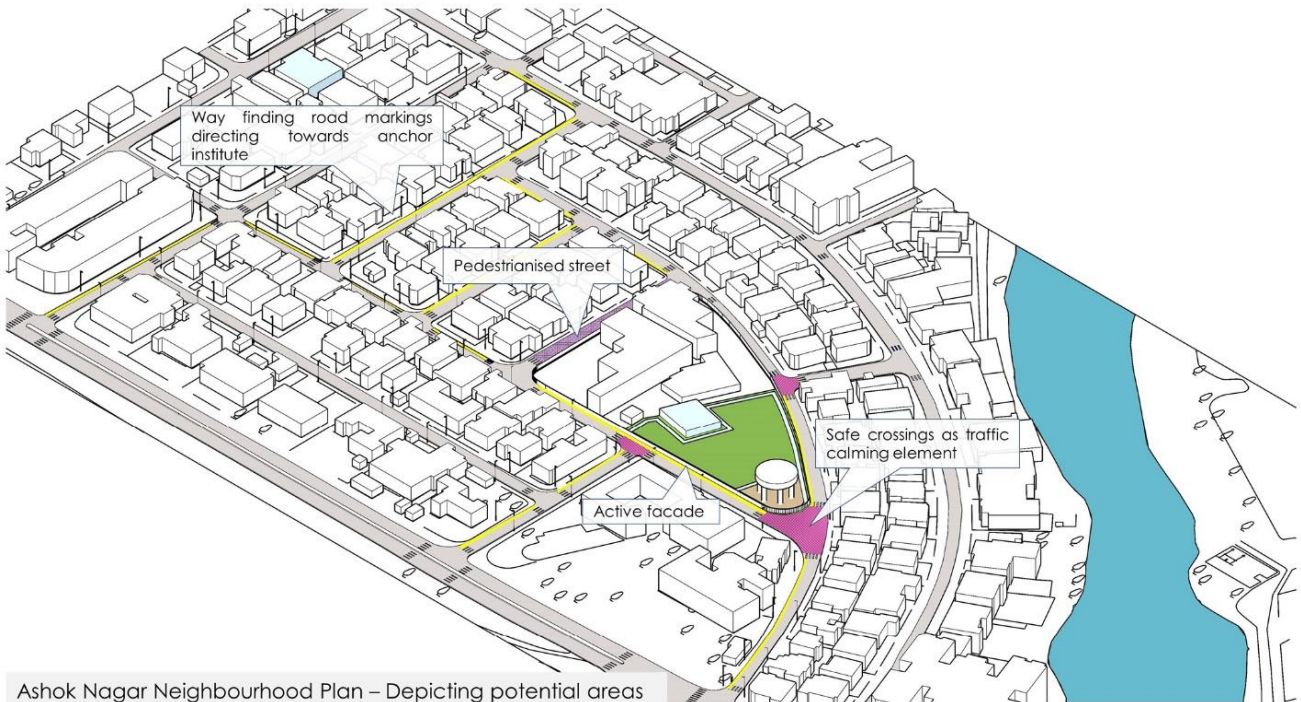 Way finding road markings
directing towards anchor
institute
Pedestrianised street
Safe crossings as traffic
calming element
Active facade
Ashok Nagar Neighbourhood Plan – Depicting potential areas